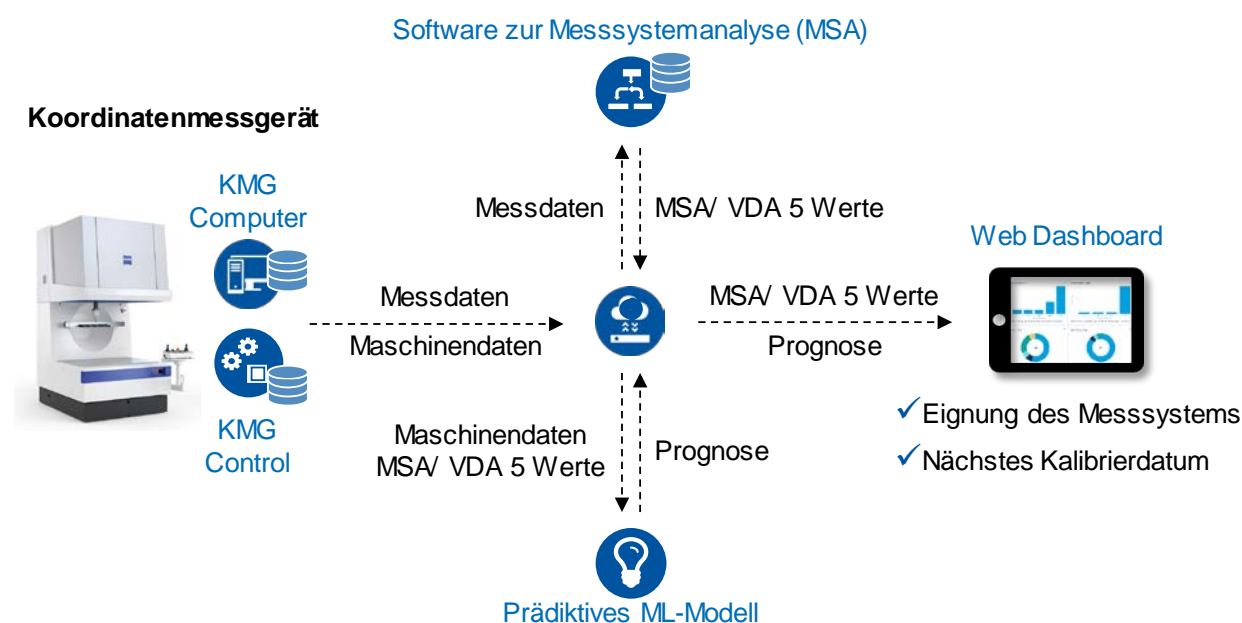 Software zur Messsystemanalyse (MSA)
Koordinatenmessgerät
KMG
Computer
Messdaten
MSA/ VDA 5 Werte
Web Dashboard
Messdaten
Maschinendaten
MSA/ VDA 5 Werte
Prognose
KMG
Control
Maschinendaten
MSA/ VDA 5 Werte
Prognose
✓Eignung des Messsystems
✓Nächstes Kalibrierdatum
Prädiktives ML-Modell